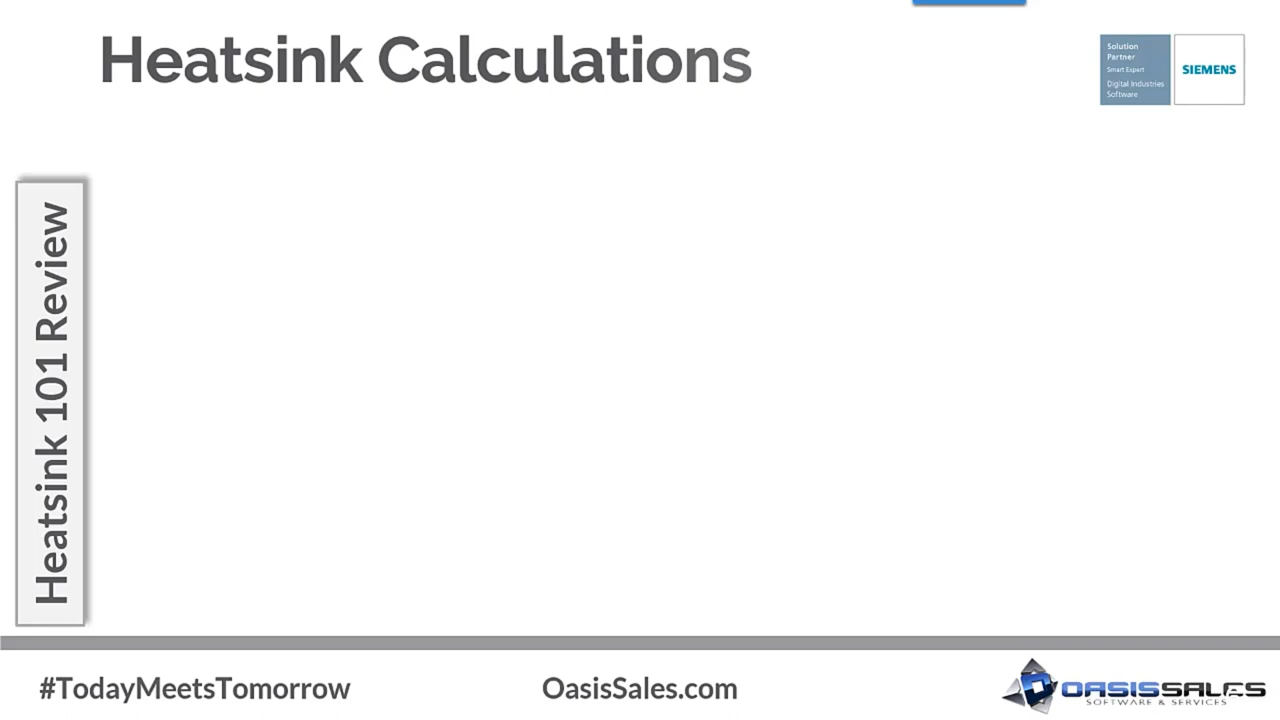 Heatsink Calculations
Solution
Partner
Smart Expert
Digital Industries
Software
SIEMENS
Heatsink 101 Review
#TodayMeetsTomorrow
OasisSales.com
OASISSALES
SOFTWARE & SERVICES